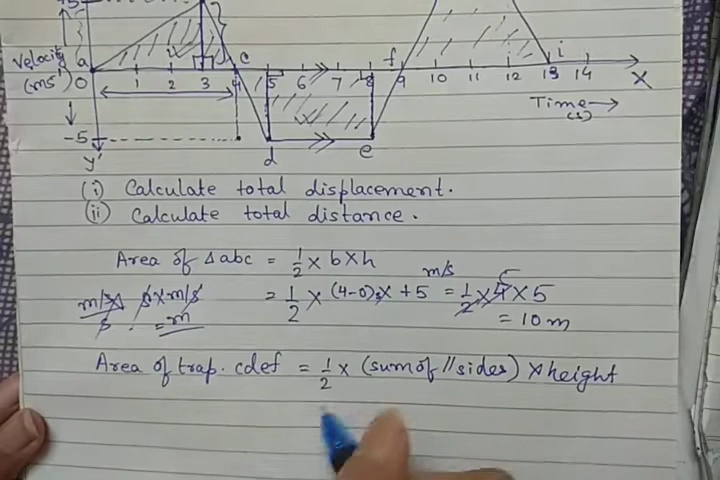 +5
Velocity a
(ms⁻¹) 0 1 2 3 4 c 5 6 7 8 f 9 10 11 12 13 i 14 X
Time→
(s)
-5
y' d e
(i) Calculate total displacement.
(ii) Calculate total distance.
Area of Δabc = 1/2 × b × h
= 1/2 × (4-0)s × +5 m/s = 1/2 × 4 × 5
= 10 m
= m
Area of trap. cdef = 1/2 × (sum of // sides) × height